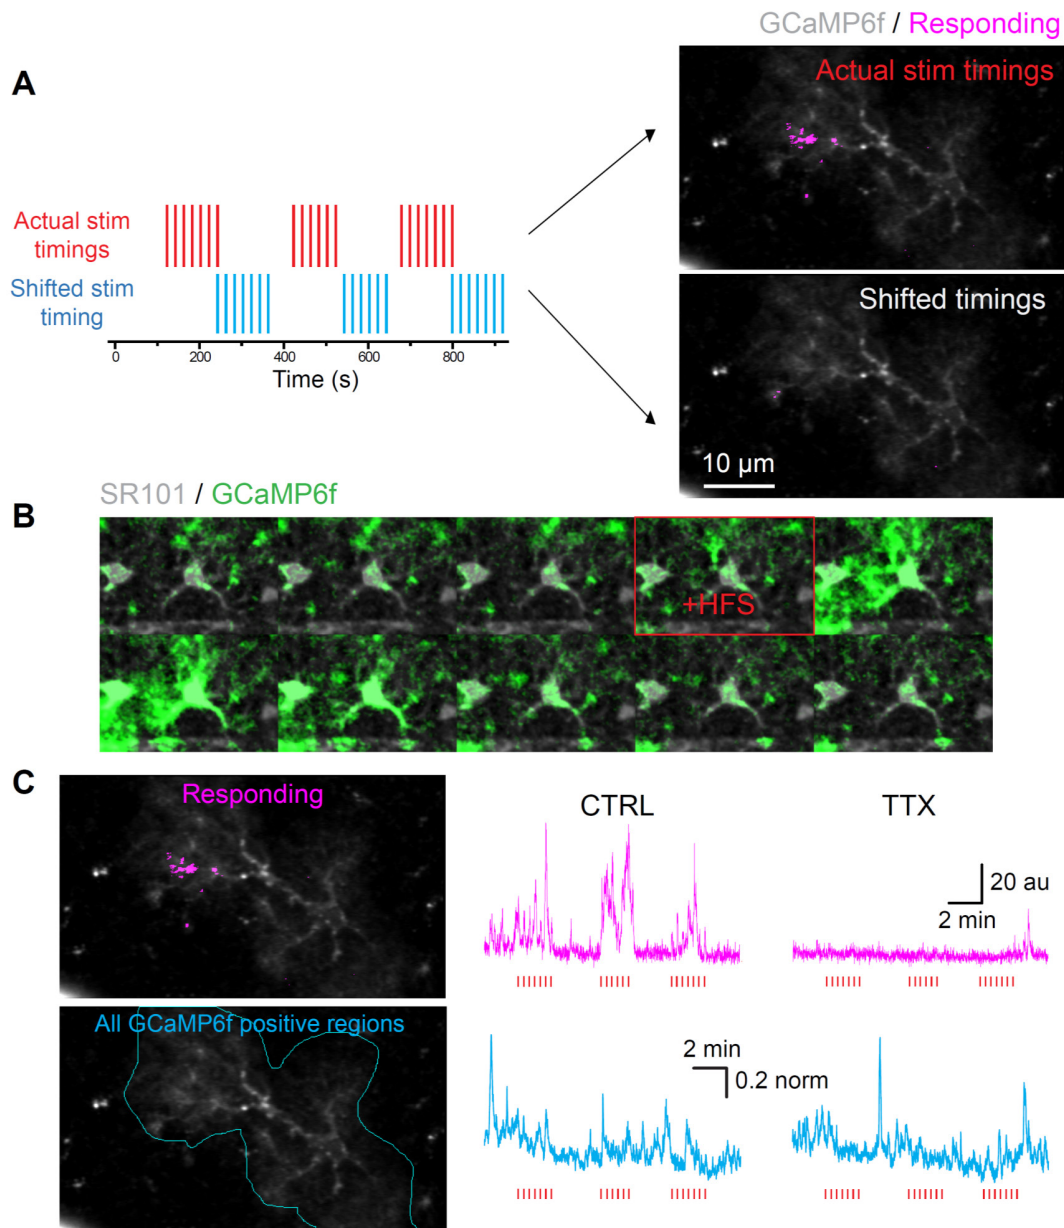 A
GCaMP6f / Responding
Actual stim timings
Actual stim
timings
Shifted stim
timing
0 200 400 600 800
Time (s)
Shifted timings
10 µm
B
SR101 / GCaMP6f
+HFS
C
Responding
CTRL
TTX
20 au
2 min
All GCaMP6f positive regions
2 min
0.2 norm